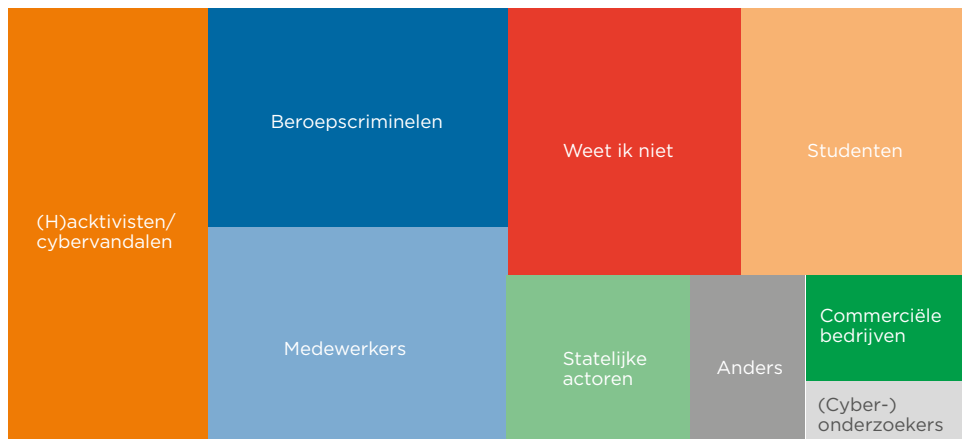 (H)acktivisten/
cybervandalen
Beroepscriminelen
Medewerkers
Weet ik niet
Studenten
Statelijke
actoren
Anders
Commerciële
bedrijven
(Cyber-)
onderzoekers